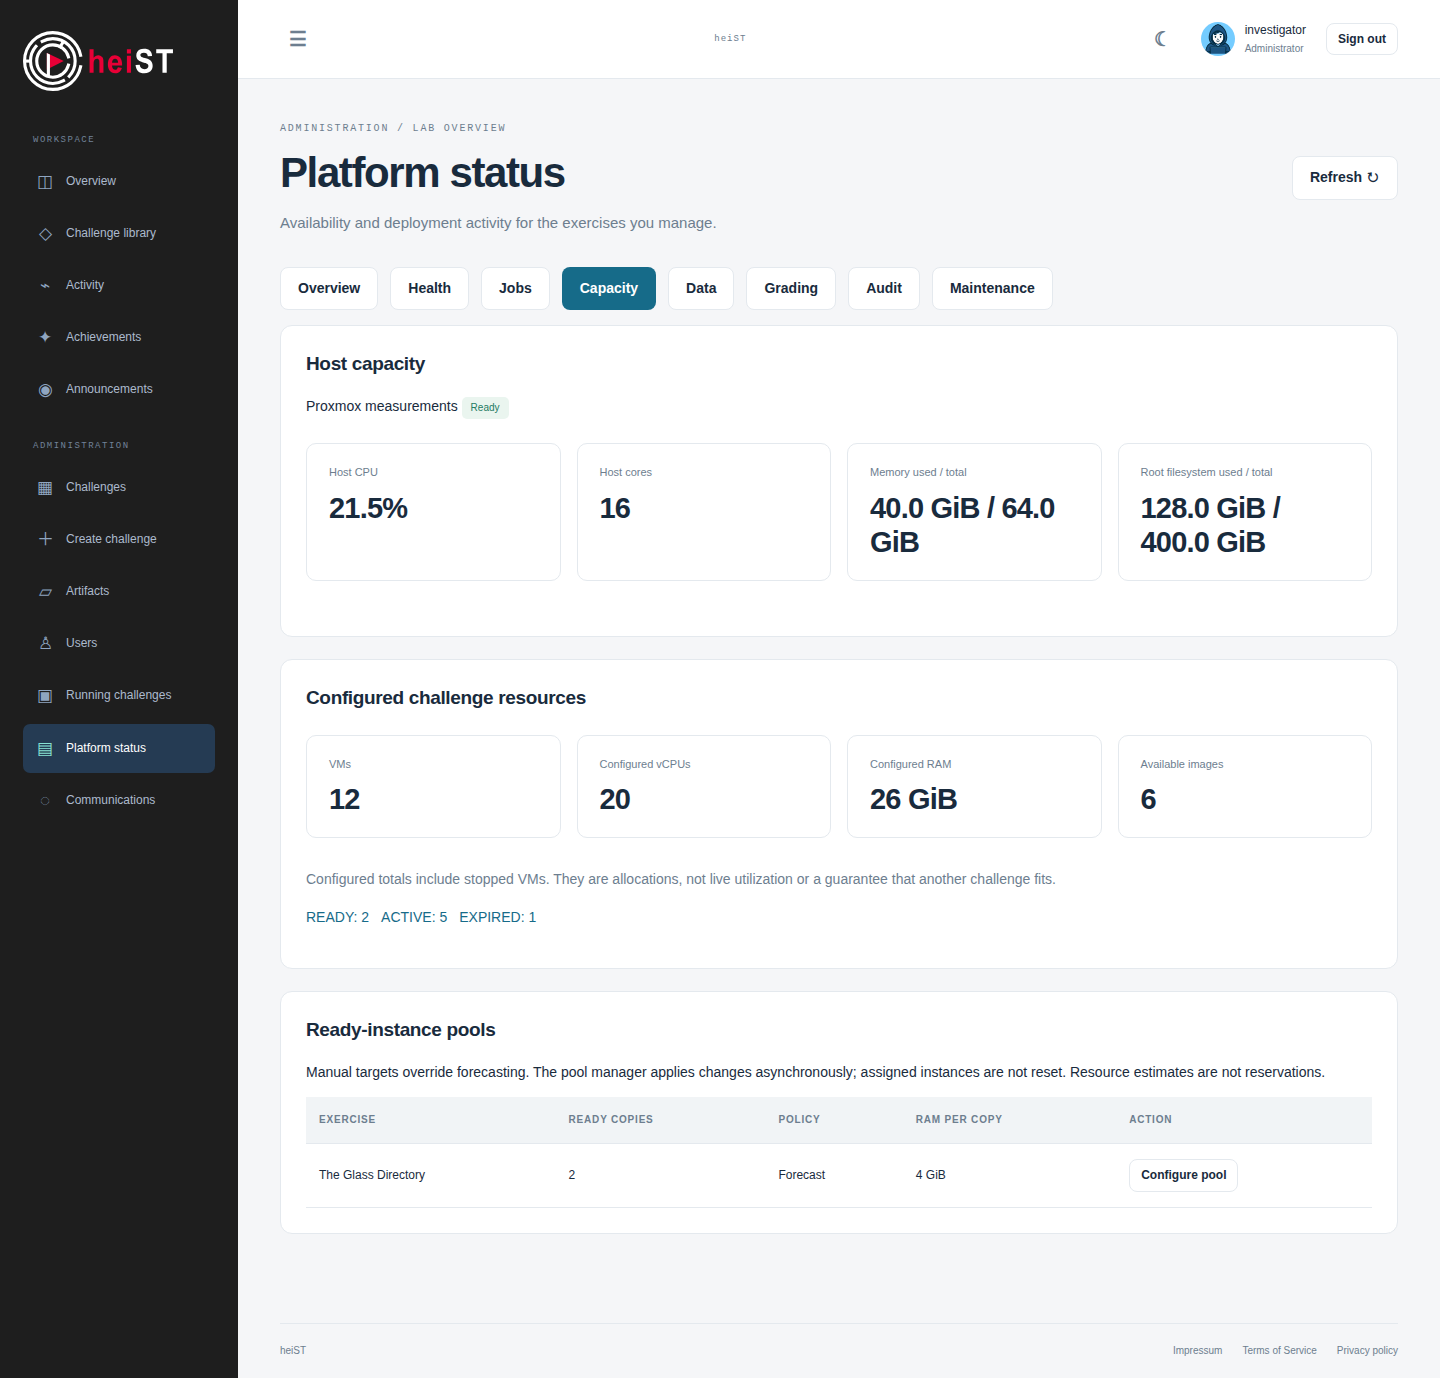 heiST
heiST
investigator
Administrator
Sign out
WORKSPACE
Overview
Challenge library
Activity
Achievements
Announcements
ADMINISTRATION
Challenges
Create challenge
Artifacts
Users
Running challenges
Platform status
Communications
ADMINISTRATION / LAB OVERVIEW
Platform status
Refresh ↻
Availability and deployment activity for the exercises you manage.
Overview Health Jobs Capacity Data Grading Audit Maintenance
Host capacity
Proxmox measurements Ready
Host CPU
21.5%
Host cores
16
Memory used / total
40.0 GiB / 64.0
GiB
Root filesystem used / total
128.0 GiB /
400.0 GiB
Configured challenge resources
VMs
12
Configured vCPUs
20
Configured RAM
26 GiB
Available images
6
Configured totals include stopped VMs. They are allocations, not live utilization or a guarantee that another challenge fits.
READY: 2 ACTIVE: 5 EXPIRED: 1
Ready-instance pools
Manual targets override forecasting. The pool manager applies changes asynchronously; assigned instances are not reset. Resource estimates are not reservations.
EXERCISE READY COPIES POLICY RAM PER COPY ACTION
The Glass Directory 2 Forecast 4 GiB Configure pool
heiST
Impressum Terms of Service Privacy policy